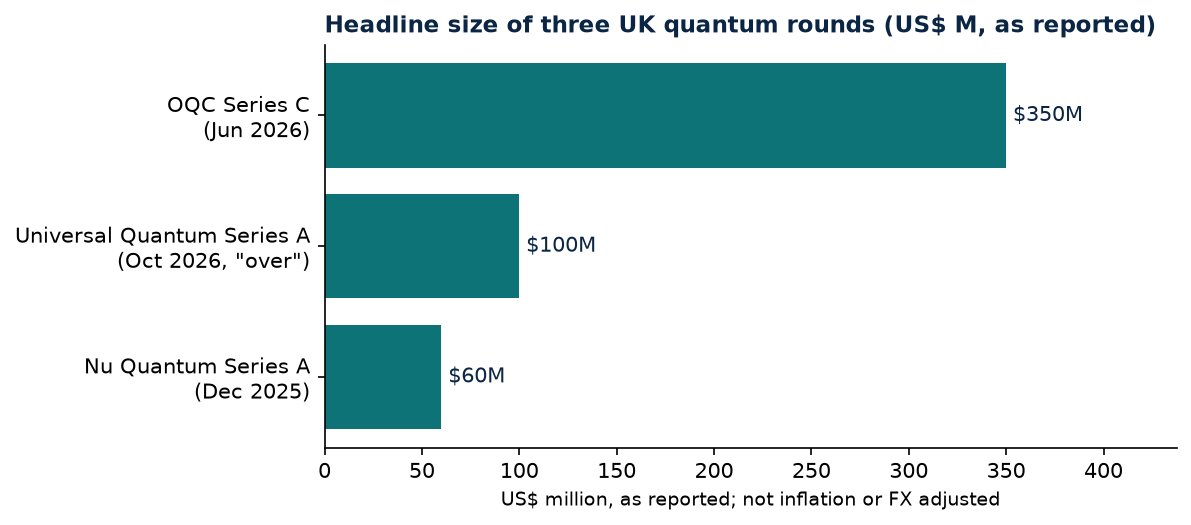 Headline size of three UK quantum rounds (US$ M, as reported)
OQC Series C
(Jun 2026)
$350M
Universal Quantum Series A
(Oct 2026, "over")
$100M
Nu Quantum Series A
(Dec 2025)
$60M
0 50 100 150 200 250 300 350 400
US$ million, as reported; not inflation or FX adjusted